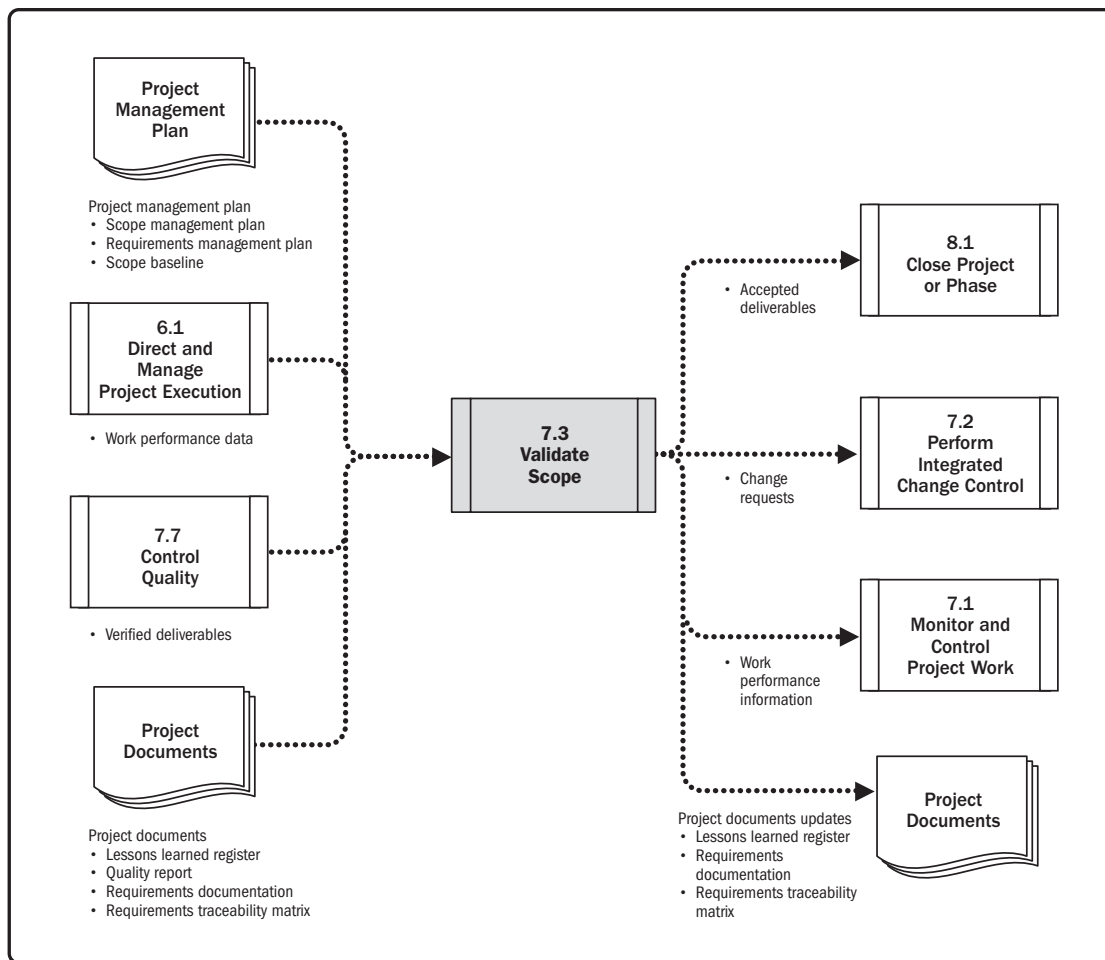 Project
Management
Plan
Project management plan
• Scope management plan
• Requirements management plan
• Scope baseline
6.1
Direct and
Manage
Project Execution
• Work performance data
7.7
Control
Quality
• Verified deliverables
Project
Documents
Project documents
• Lessons learned register
• Quality report
• Requirements documentation
• Requirements traceability matrix
7.3
Validate
Scope
8.1
Close Project
or Phase
• Accepted
deliverables
7.2
Perform
Integrated
Change Control
• Change
requests
7.1
Monitor and
Control
Project Work
• Work
performance
information
Project
Documents
Project documents updates
• Lessons learned register
• Requirements
documentation
• Requirements traceability
matrix